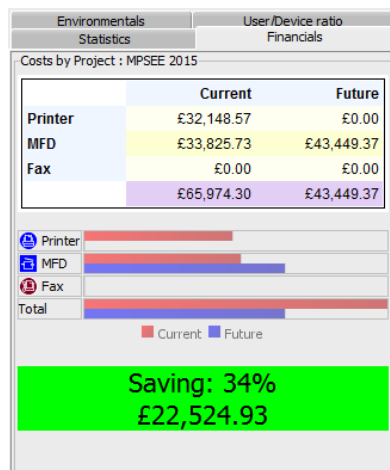 Environmentals User/Device ratio
Statistics Financials
Costs by Project : MPSEE 2015
Current Future
Printer £32,148.57 £0.00
MFD £33,825.73 £43,449.37
Fax £0.00 £0.00
£65,974.30 £43,449.37
Printer
MFD
Fax
Total
Current Future
Saving: 34%
£22,524.93